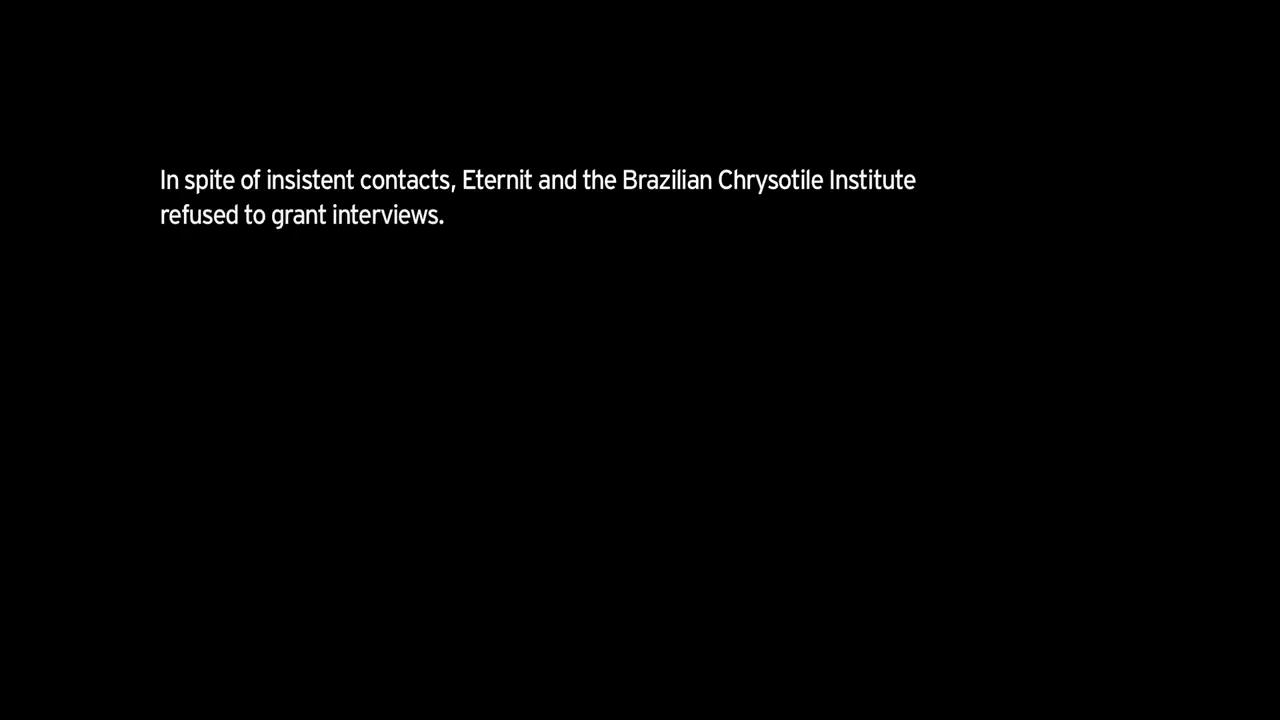 In spite of insistent contacts, Eternit and the Brazilian Chrysotile Institute
refused to grant interviews.